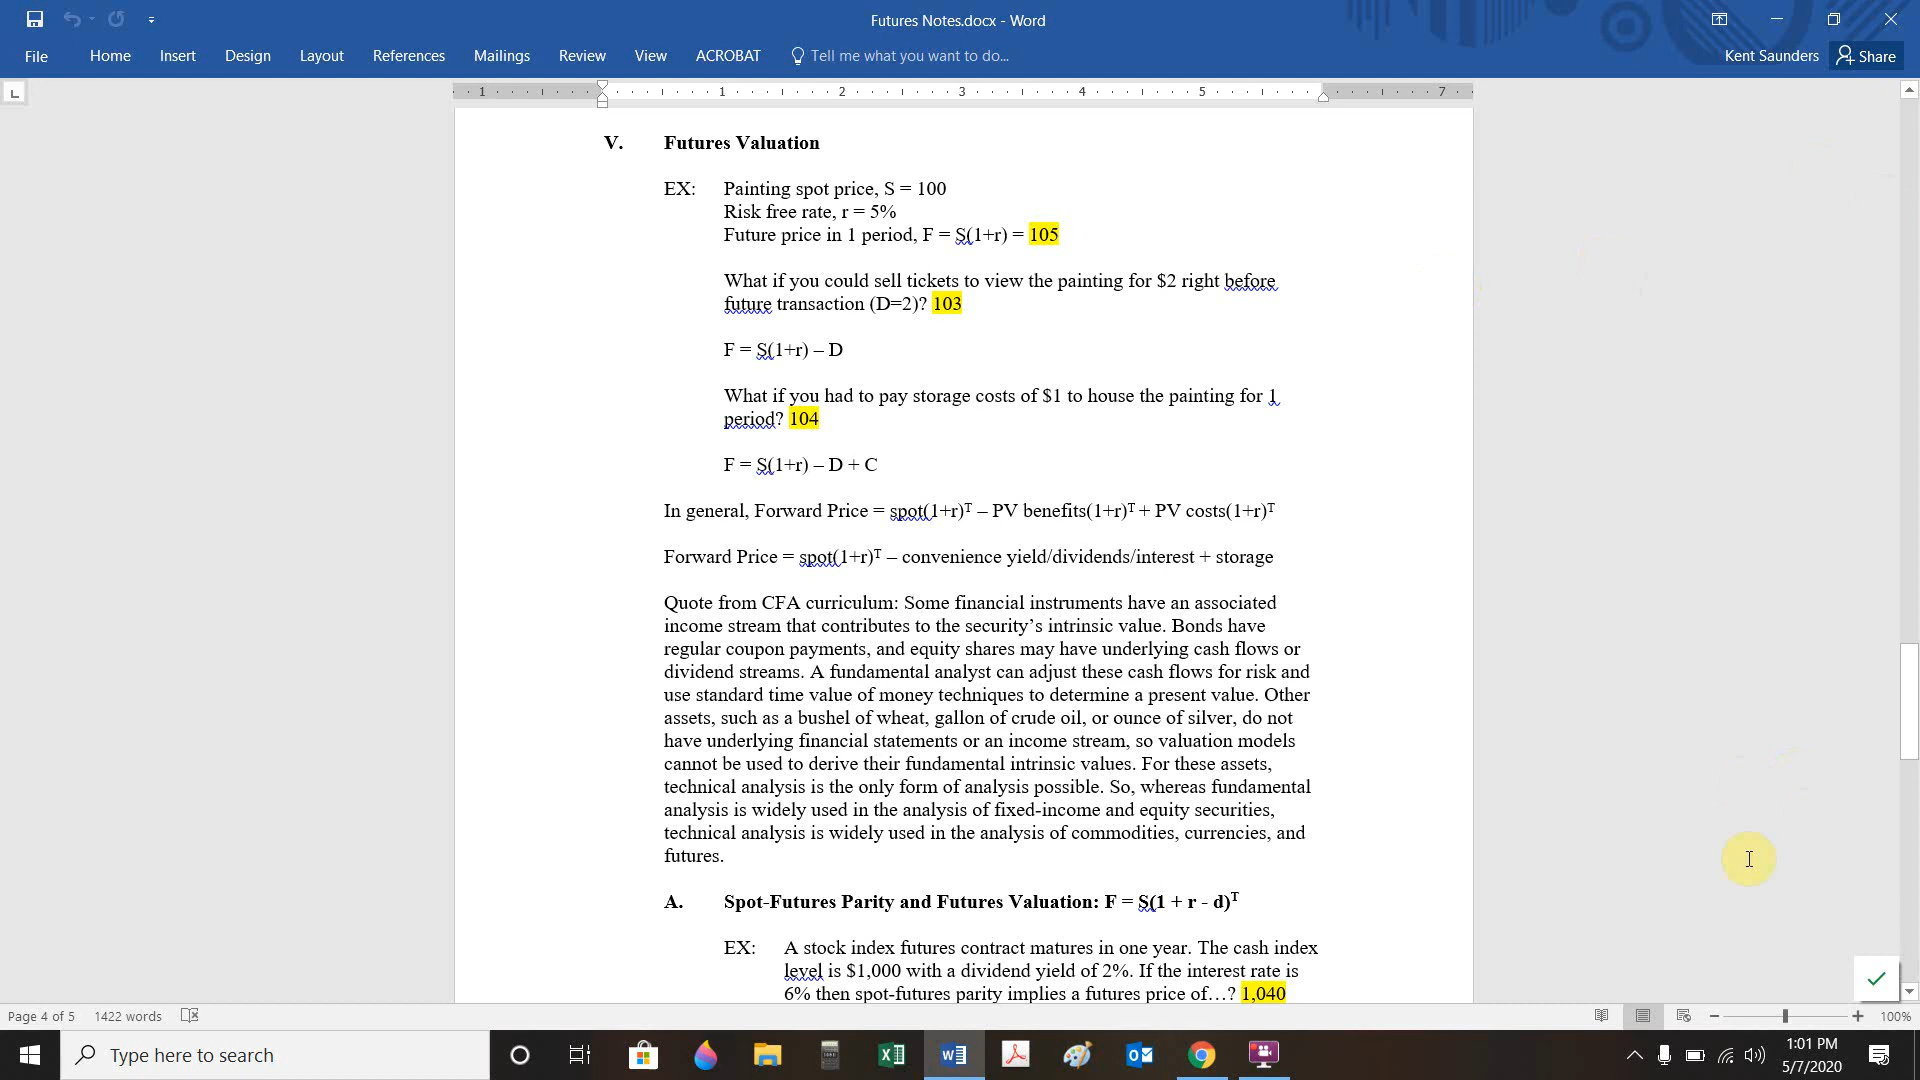 Futures Notes.docx - Word
File Home Insert Design Layout References Mailings Review View ACROBAT Tell me what you want to do... Kent Saunders Share
1 1 2 3 4 5 7
V. Futures Valuation
EX: Painting spot price, S = 100
Risk free rate, r = 5%
Future price in 1 period, F = S(1+r) = 105
What if you could sell tickets to view the painting for $2 right before
future transaction (D=2)? 103
F = S(1+r) – D
What if you had to pay storage costs of $1 to house the painting for 1
period? 104
F = S(1+r) – D + C
In general, Forward Price = spot(1+r)ᵀ – PV benefits(1+r)ᵀ + PV costs(1+r)ᵀ
Forward Price = spot(1+r)ᵀ – convenience yield/dividends/interest + storage
Quote from CFA curriculum: Some financial instruments have an associated
income stream that contributes to the security’s intrinsic value. Bonds have
regular coupon payments, and equity shares may have underlying cash flows or
dividend streams. A fundamental analyst can adjust these cash flows for risk and
use standard time value of money techniques to determine a present value. Other
assets, such as a bushel of wheat, gallon of crude oil, or ounce of silver, do not
have underlying financial statements or an income stream, so valuation models
cannot be used to derive their fundamental intrinsic values. For these assets,
technical analysis is the only form of analysis possible. So, whereas fundamental
analysis is widely used in the analysis of fixed-income and equity securities,
technical analysis is widely used in the analysis of commodities, currencies, and
futures.
A. Spot-Futures Parity and Futures Valuation: F = S(1 + r - d)ᵀ
EX: A stock index futures contract matures in one year. The cash index
level is $1,000 with a dividend yield of 2%. If the interest rate is
6% then spot-futures parity implies a futures price of…? 1,040
Page 4 of 5 1422 words 100%
Type here to search
1:01 PM
5/7/2020